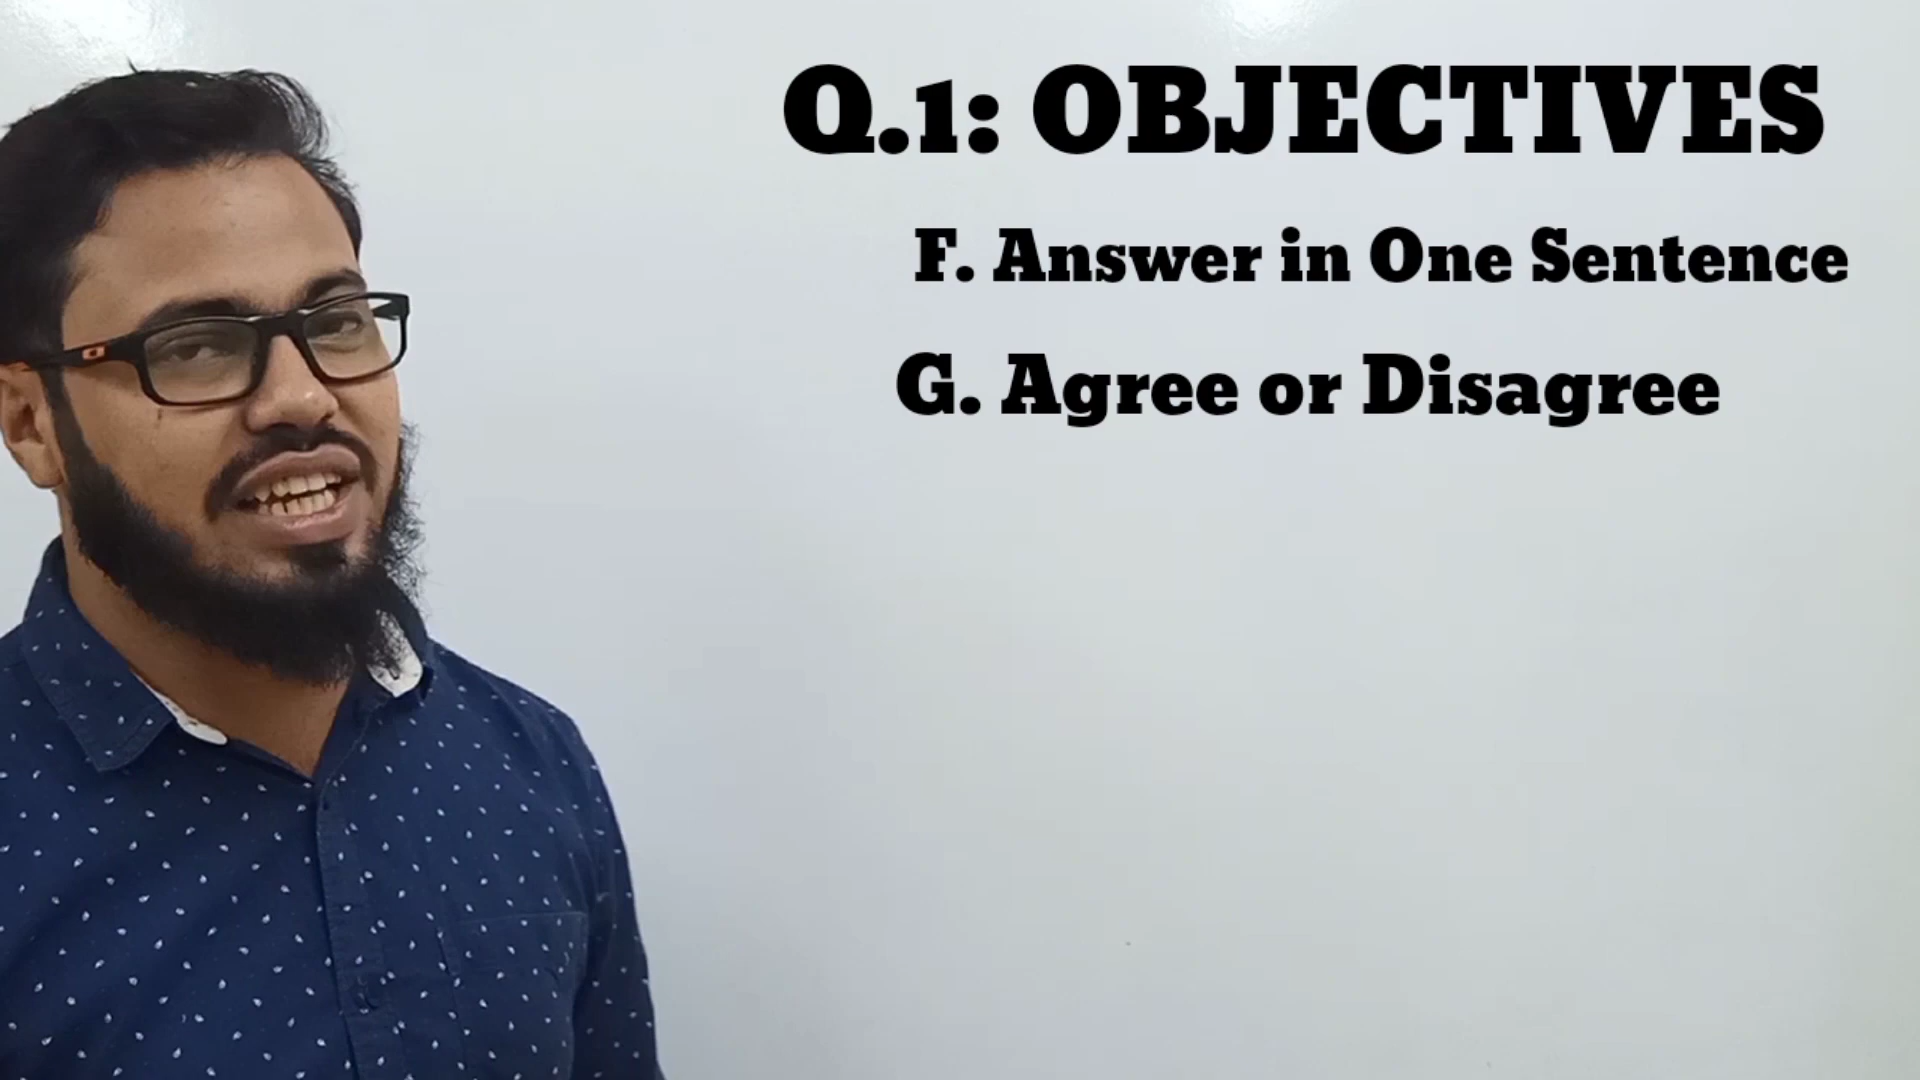 Q.1: OBJECTIVES
F. Answer in One Sentence
G. Agree or Disagree